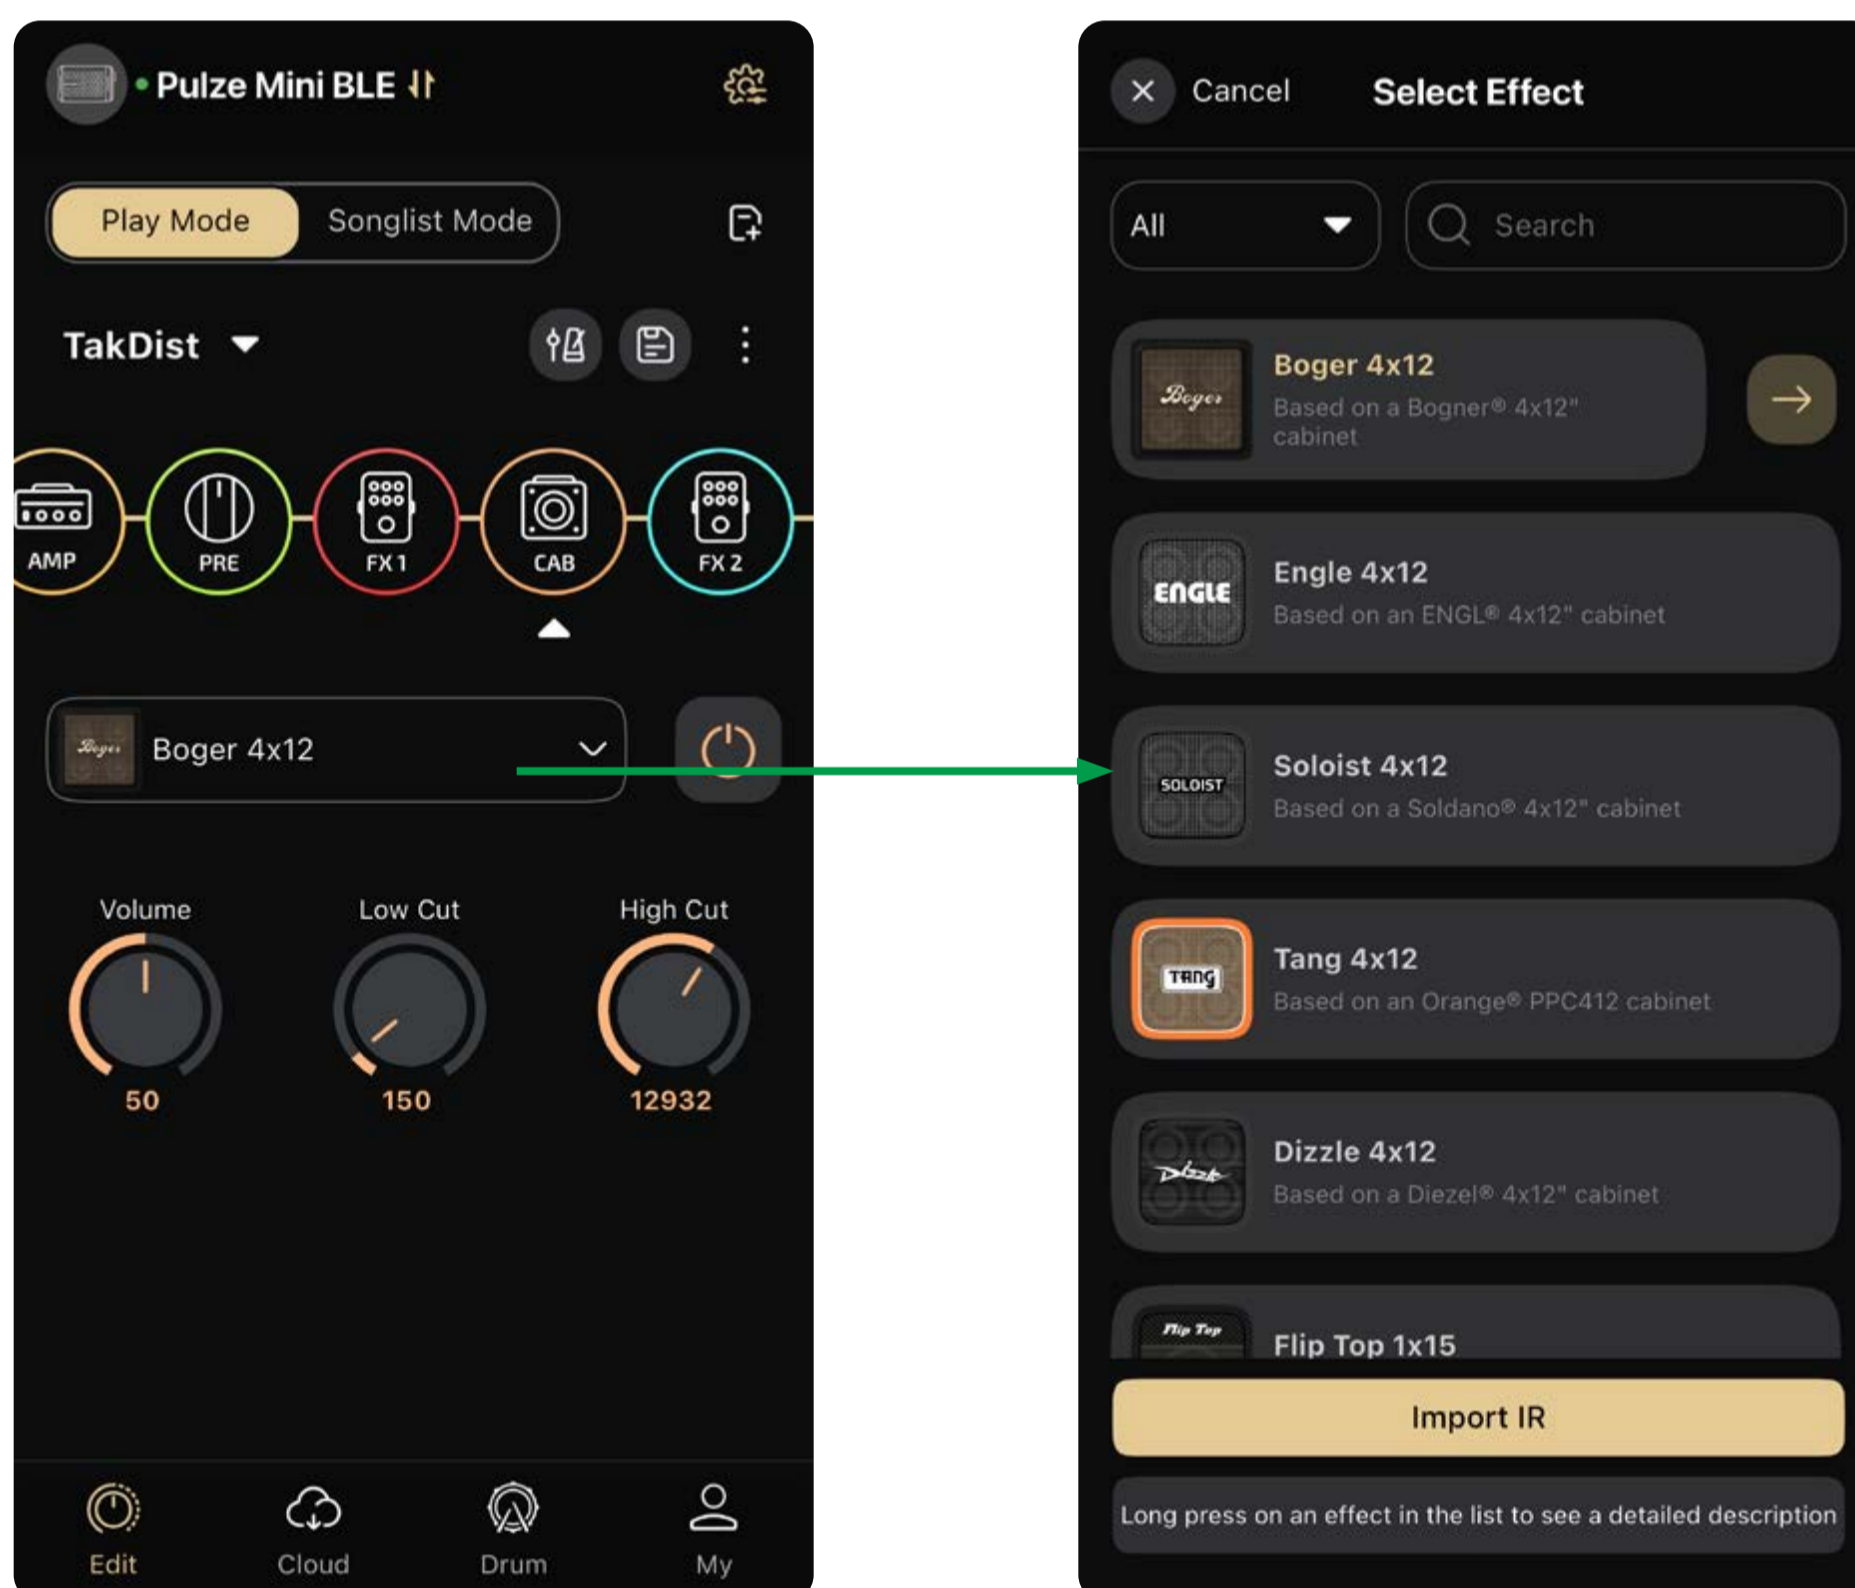 Pulze Mini BLE
Play Mode
Songlist Mode
TakDist
AMP
PRE
FX 1
CAB
FX 2
Boger
Boger 4x12
Volume
Low Cut
High Cut
50
150
12932
Edit
Cloud
Drum
My
Cancel
Select Effect
All
Search
Boger
Boger 4x12
Based on a Bogner® 4x12"
cabinet
ENGLE
Engle 4x12
Based on an ENGL® 4x12" cabinet
SOLOIST
Soloist 4x12
Based on a Soldano® 4x12" cabinet
TANG
Tang 4x12
Based on an Orange® PPC412 cabinet
Dizzle
Dizzle 4x12
Based on a Diezel® 4x12" cabinet
Flip Top
Flip Top 1x15
Import IR
Long press on an effect in the list to see a detailed description